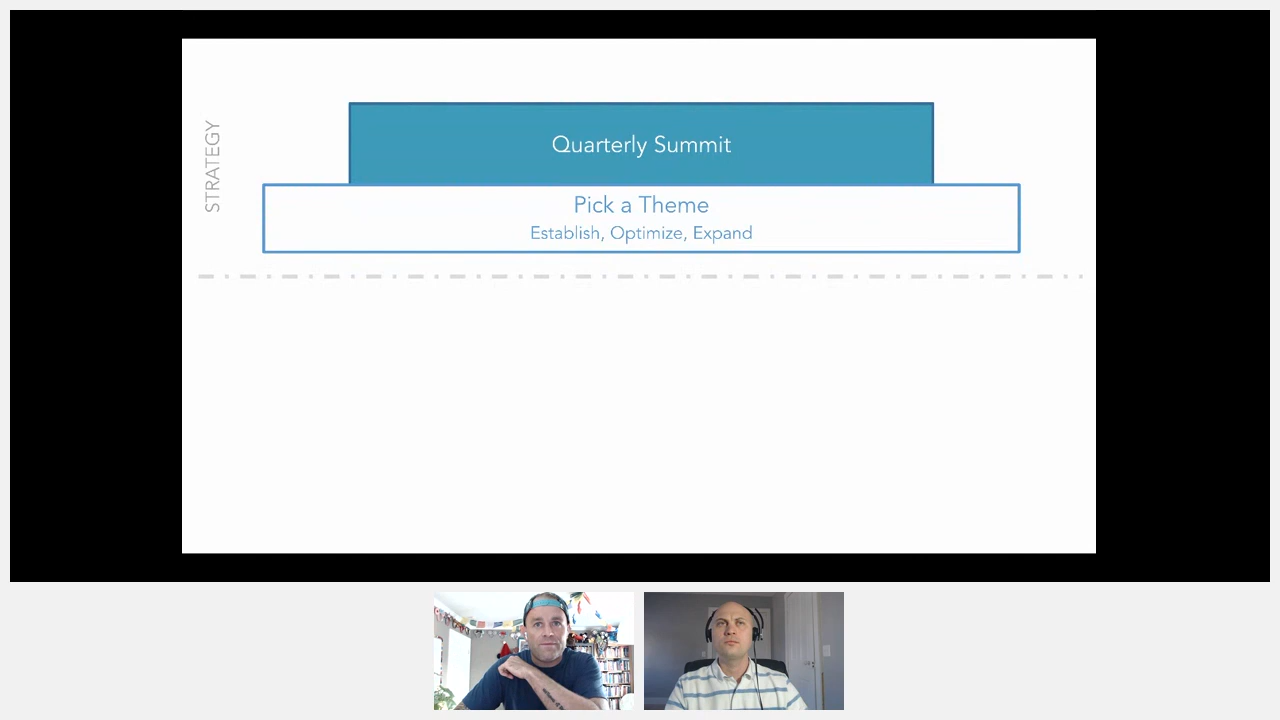 STRATEGY
Quarterly Summit
Pick a Theme
Establish, Optimize, Expand